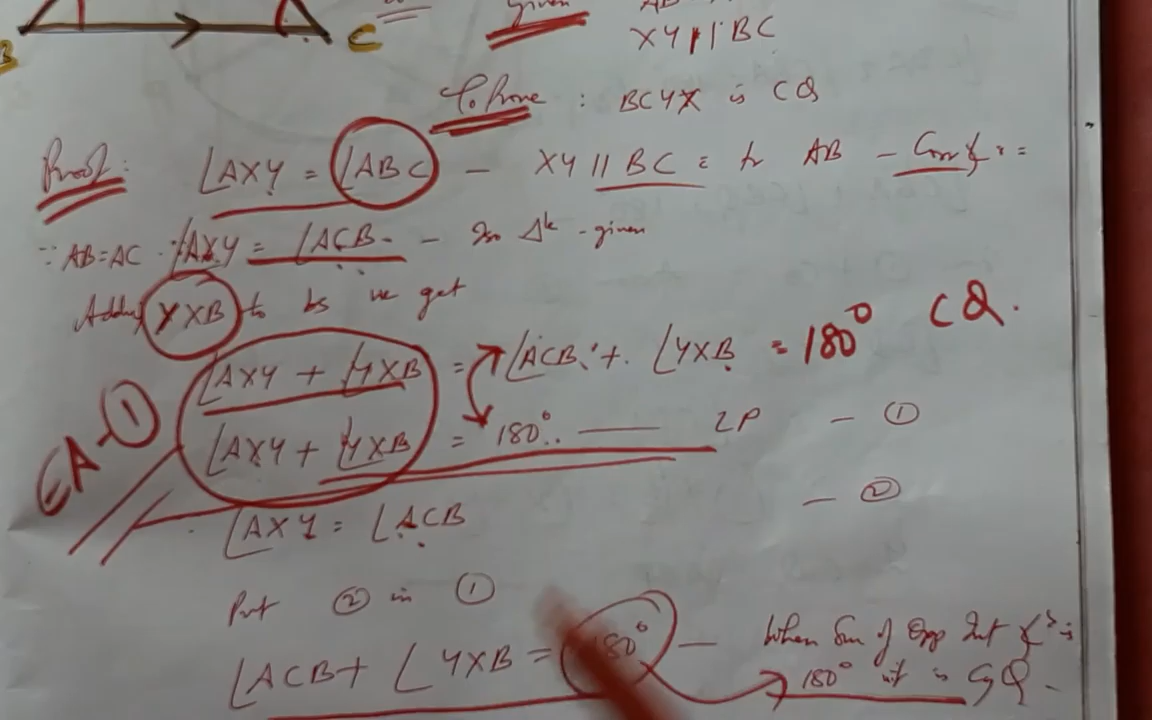 B C
Given
XY || BC
To Prove : BCYX is CQ
Proof: ∠AXY = ∠ABC - XY || BC & tr AB - Corr ∠s =
∵ AB=AC ∴ ∠AXY = ∠ACB - Iso Δle - given
Adding YXB to bs we get
∠AXY + ∠YXB = ∠ACB + ∠YXB = 180° CQ.
∠AXY + ∠YXB = 180° LP - ①
EA-①
∠AXY = ∠ACB - ②
Put ② in ①
∠ACB + ∠YXB = 180° - When Sum of Opp Int ∠s is
180° it is CyQ.